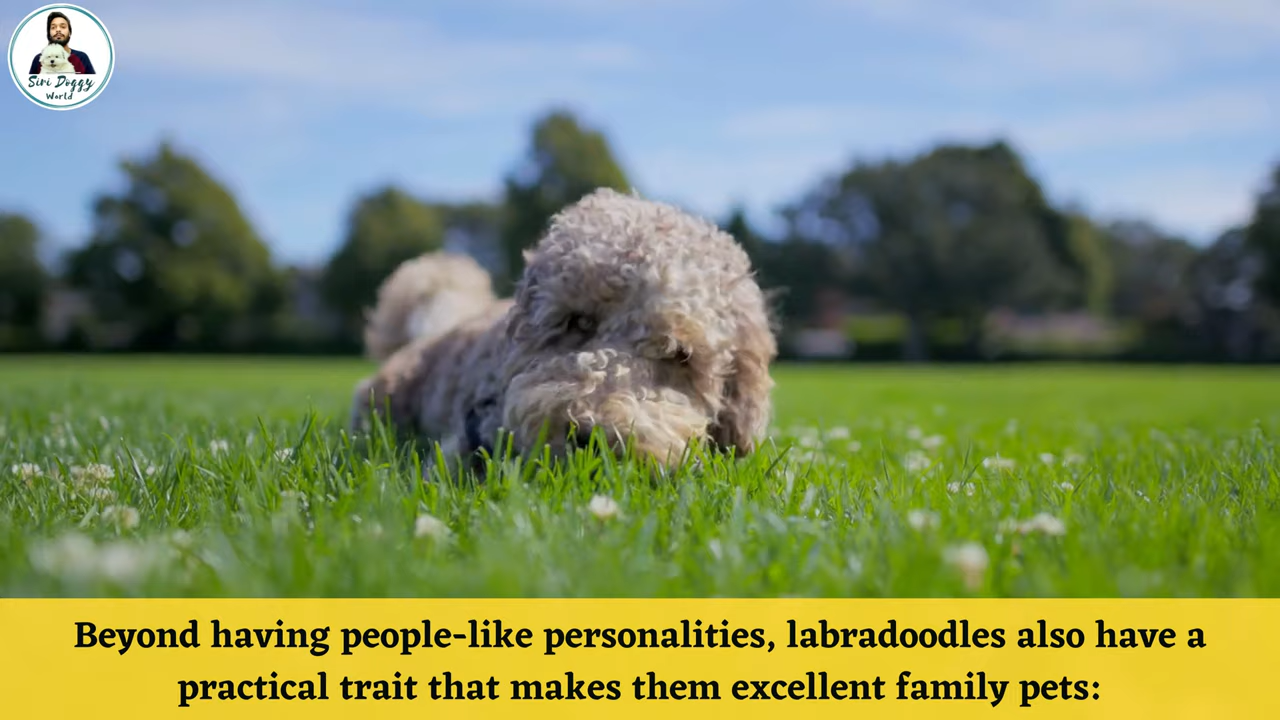 Siri Doggy
World
Beyond having people-like personalities, labradoodles also have a
practical trait that makes them excellent family pets: